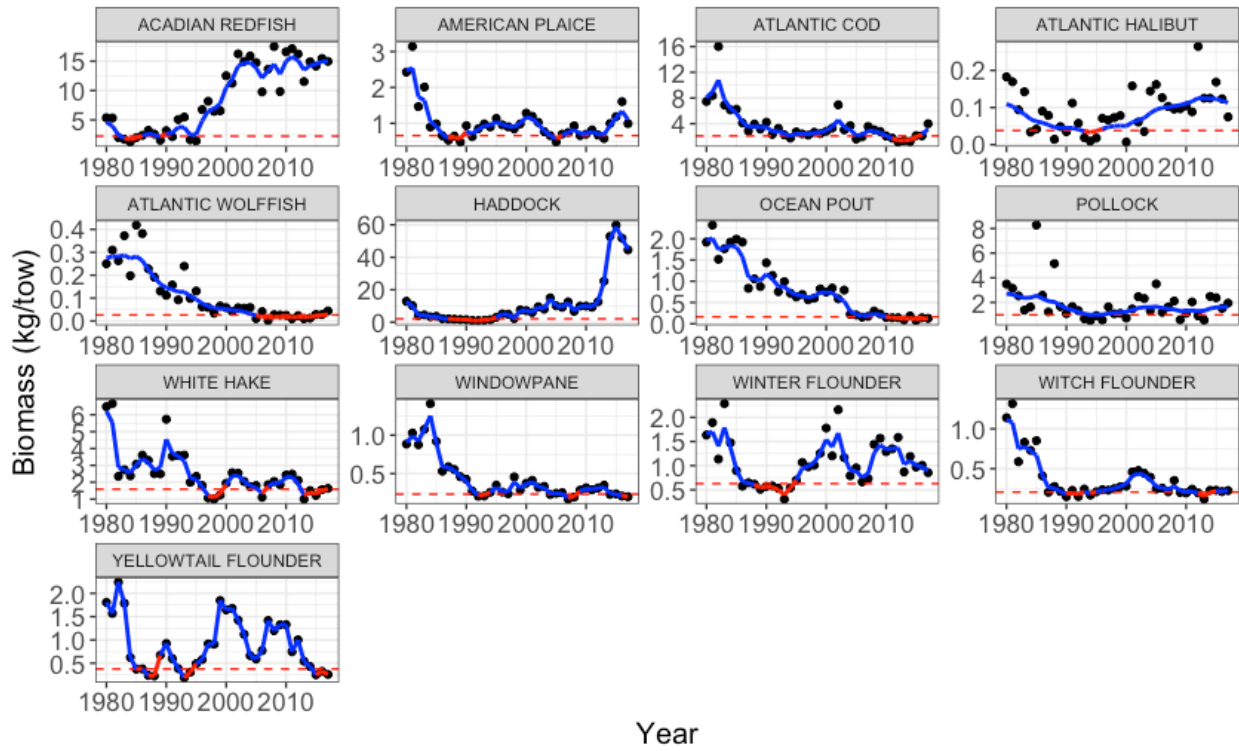 ACADIAN REDFISH
AMERICAN PLAICE
ATLANTIC COD
ATLANTIC HALIBUT
15
10
5
1980 1990 2000 2010
3
2
1
1980 1990 2000 2010
16
12
8
4
1980 1990 2000 2010
0.2
0.1
0.0
1980 1990 2000 2010
ATLANTIC WOLFFISH
HADDOCK
OCEAN POUT
POLLOCK
0.4
0.3
0.2
0.1
0.0
1980 1990 2000 2010
60
40
20
0
1980 1990 2000 2010
2.0
1.5
1.0
0.5
0.0
1980 1990 2000 2010
8
6
4
2
1980 1990 2000 2010
WHITE HAKE
WINDOWPANE
WINTER FLOUNDER
WITCH FLOUNDER
6
5
4
3
2
1
1980 1990 2000 2010
1.0
0.5
1980 1990 2000 2010
2.0
1.5
1.0
0.5
1980 1990 2000 2010
1.0
0.5
1980 1990 2000 2010
YELLOWTAIL FLOUNDER
2.0
1.5
1.0
0.5
1980 1990 2000 2010
Biomass (kg/tow)
Year